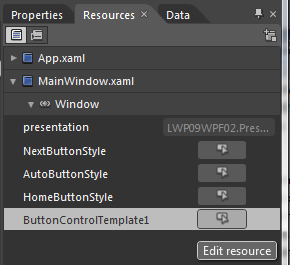 Properties Resources × Data
App.xaml
MainWindow.xaml
Window
presentation LWP09WPF02.Pres...
NextButtonStyle
AutoButtonStyle
HomeButtonStyle
ButtonControlTemplate1
Edit resource